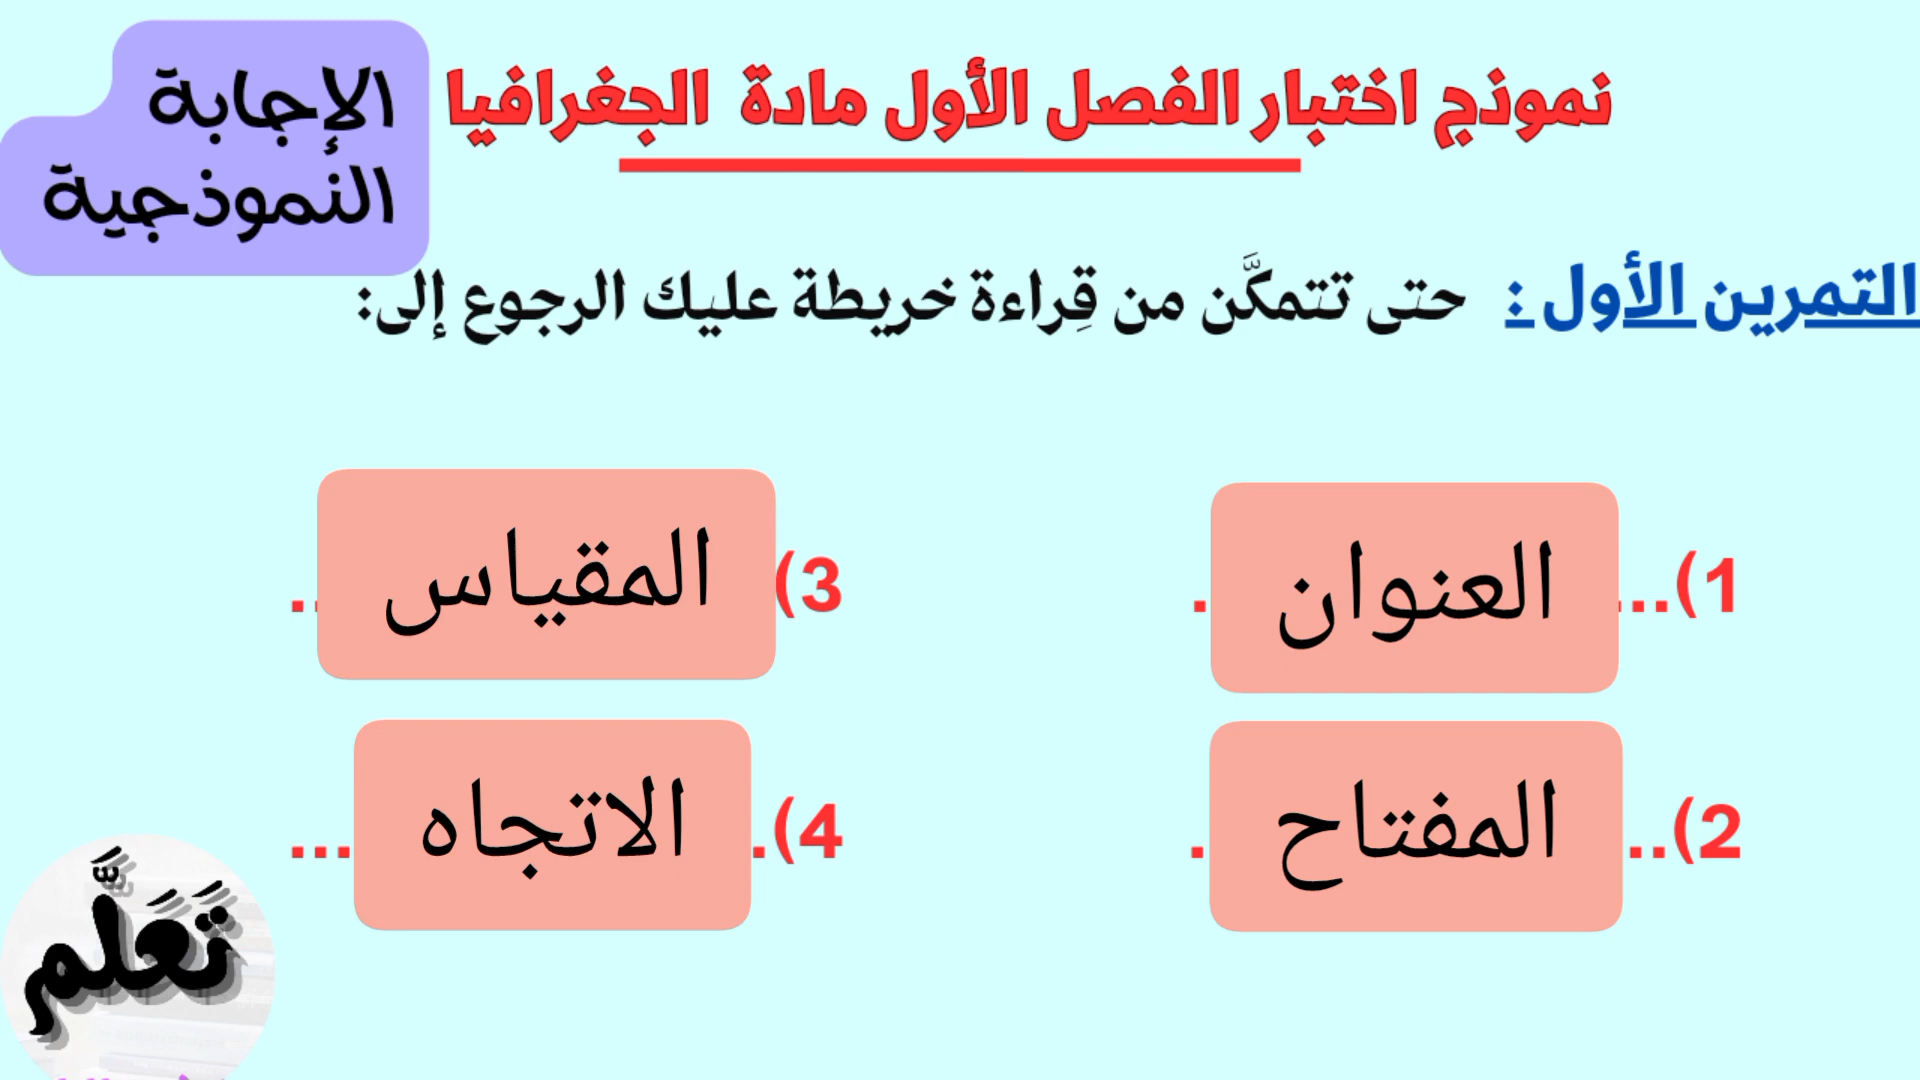 نموذج اختبار الفصل الأول مادة الجغرافيا
الإجابة
النموذجية
التمرين الأول : حتى تتمكَّن من قِراءة خريطة عليك الرجوع إلى:
1)... العنوان .
3) المقياس ..
2).. المفتاح .
4). الاتجاه ...
تَعَلَّم